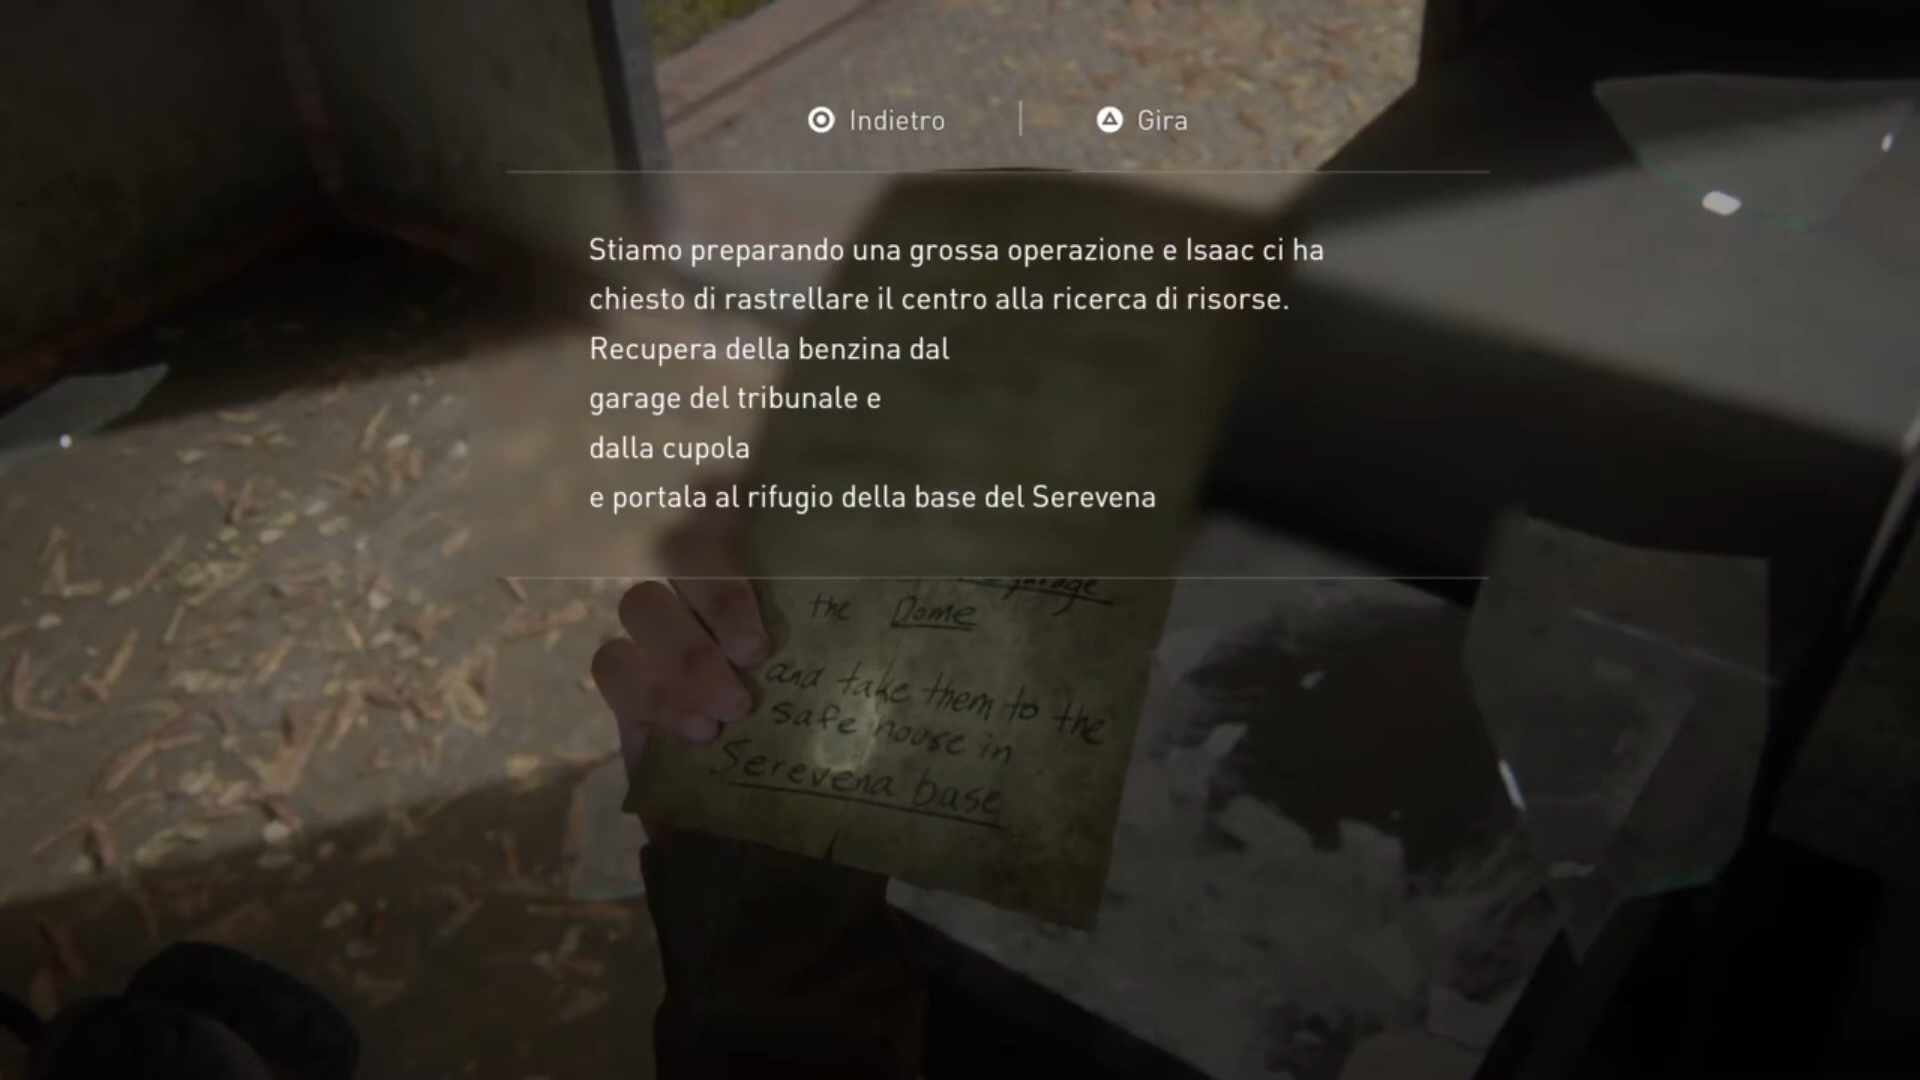 Indietro | Gira
Stiamo preparando una grossa operazione e Isaac ci ha
chiesto di rastrellare il centro alla ricerca di risorse.
Recupera della benzina dal
garage del tribunale e
dalla cupola
e portala al rifugio della base del Serevena
garage
the Dome
and take them to the
safe house in
Serevena base